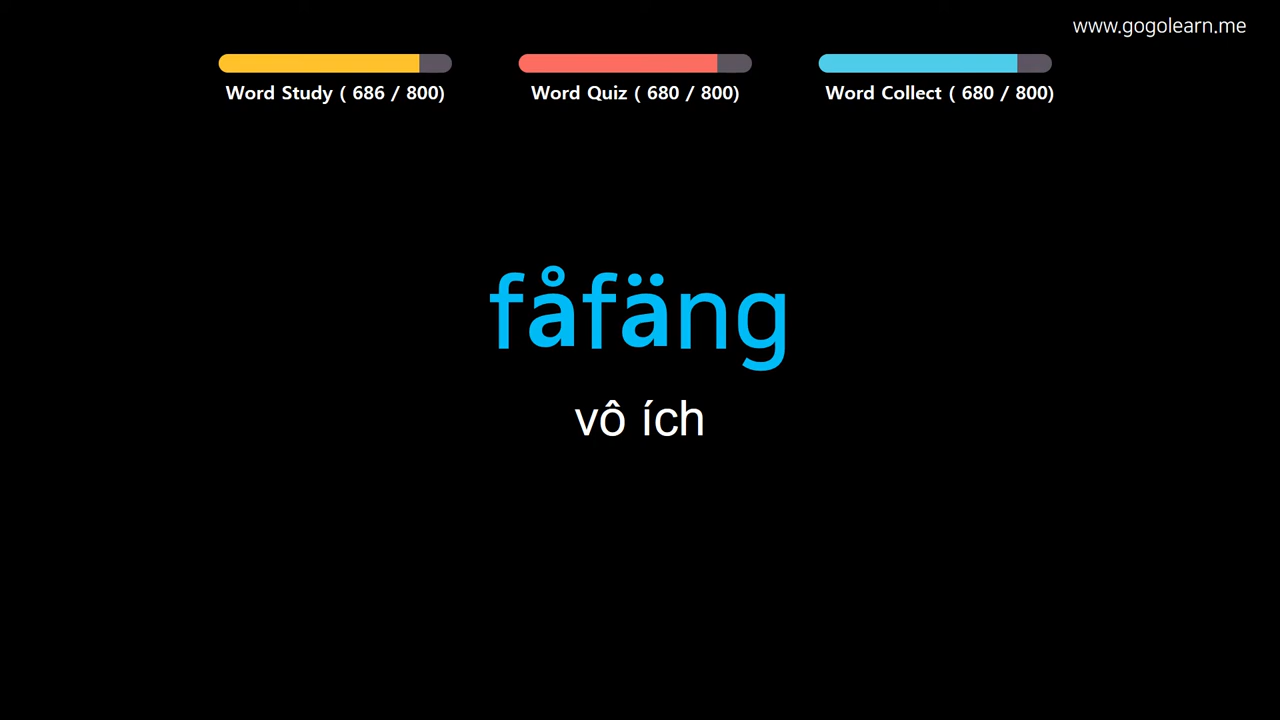 www.gogolearn.me
Word Study ( 686 / 800)
Word Quiz ( 680 / 800)
Word Collect ( 680 / 800)
fåfäng
vô ích